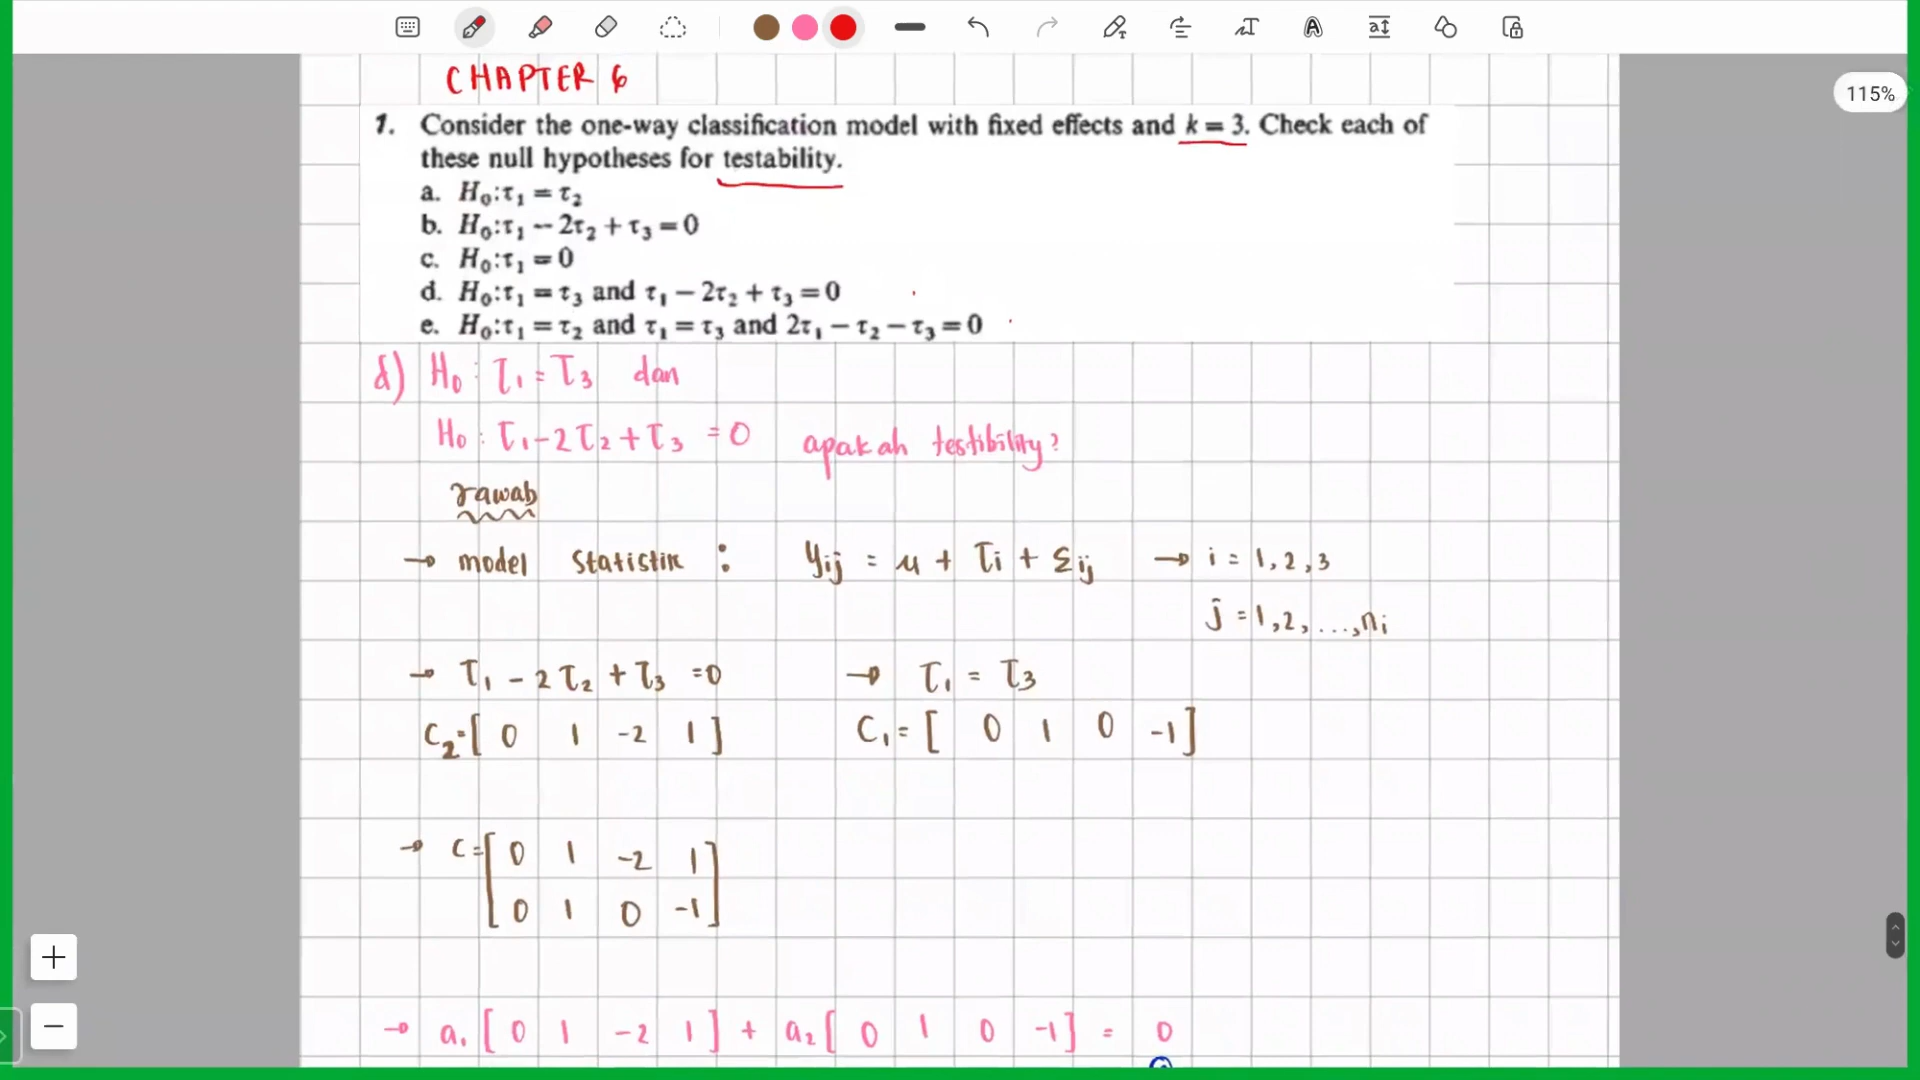 CHAPTER 6
115%
1. Consider the one-way classification model with fixed effects and k = 3. Check each of
these null hypotheses for testability.
a. H₀:τ₁ = τ₂
b. H₀:τ₁ − 2τ₂ + τ₃ = 0
c. H₀:τ₁ = 0
d. H₀:τ₁ = τ₃ and τ₁ − 2τ₂ + τ₃ = 0
e. H₀:τ₁ = τ₂ and τ₁ = τ₃ and 2τ₁ − τ₂ − τ₃ = 0
d) H₀ : τ₁ = τ₃ dan
H₀ : τ₁ - 2τ₂ + τ₃ = 0 apakah testibility?
Jawab
→ model statistik : yij = μ + τi + εij → i = 1, 2, 3
j = 1, 2, ..., ni
→ τ₁ - 2τ₂ + τ₃ = 0 → τ₁ = τ₃
C₂ = [ 0 1 -2 1 ] C₁ = [ 0 1 0 -1 ]
→ C = [ 0 1 -2 1 ]
[ 0 1 0 -1 ]
→ a₁ [ 0 1 -2 1 ] + a₂ [ 0 1 0 -1 ] = 0